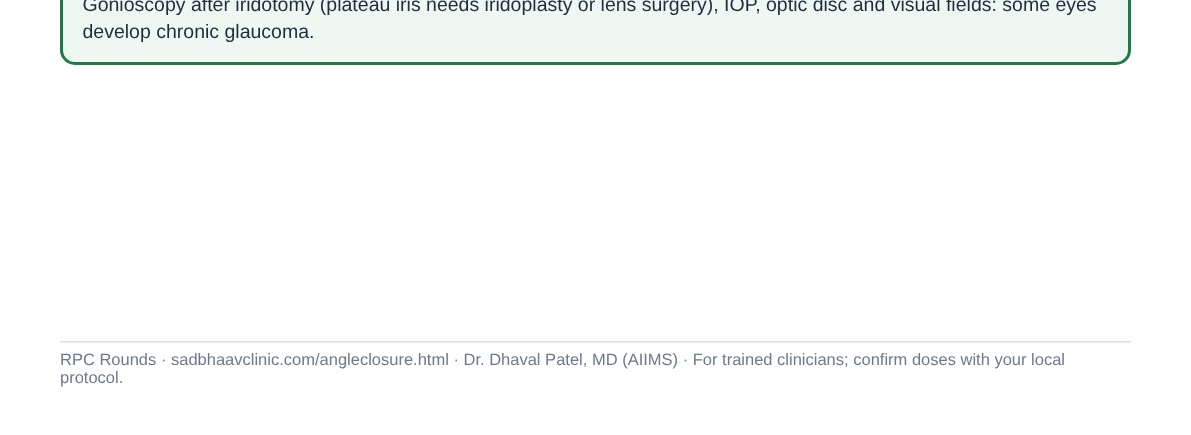 Gonioscopy after iridotomy (plateau iris needs iridoplasty or lens surgery), IOP, optic disc and visual fields: some eyes
develop chronic glaucoma.
RPC Rounds · sadbhaavclinic.com/angleclosure.html · Dr. Dhaval Patel, MD (AIIMS) · For trained clinicians; confirm doses with your local
protocol.